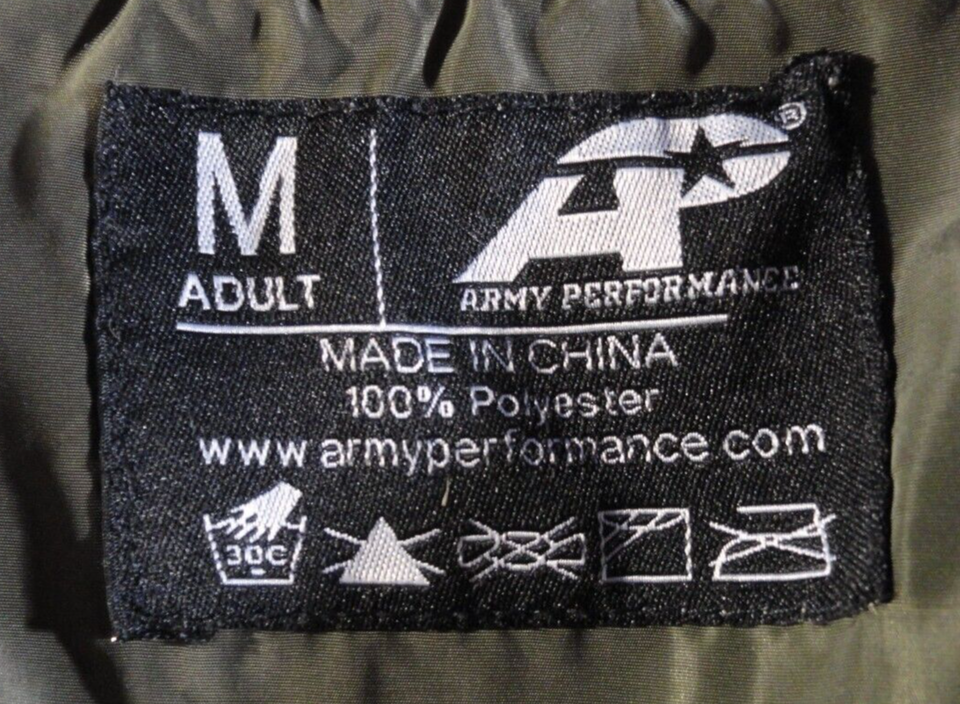 M
ADULT
AP®
ARMY PERFORMANCE
MADE IN CHINA
100% Polyester
www.armyperformance.com
30C